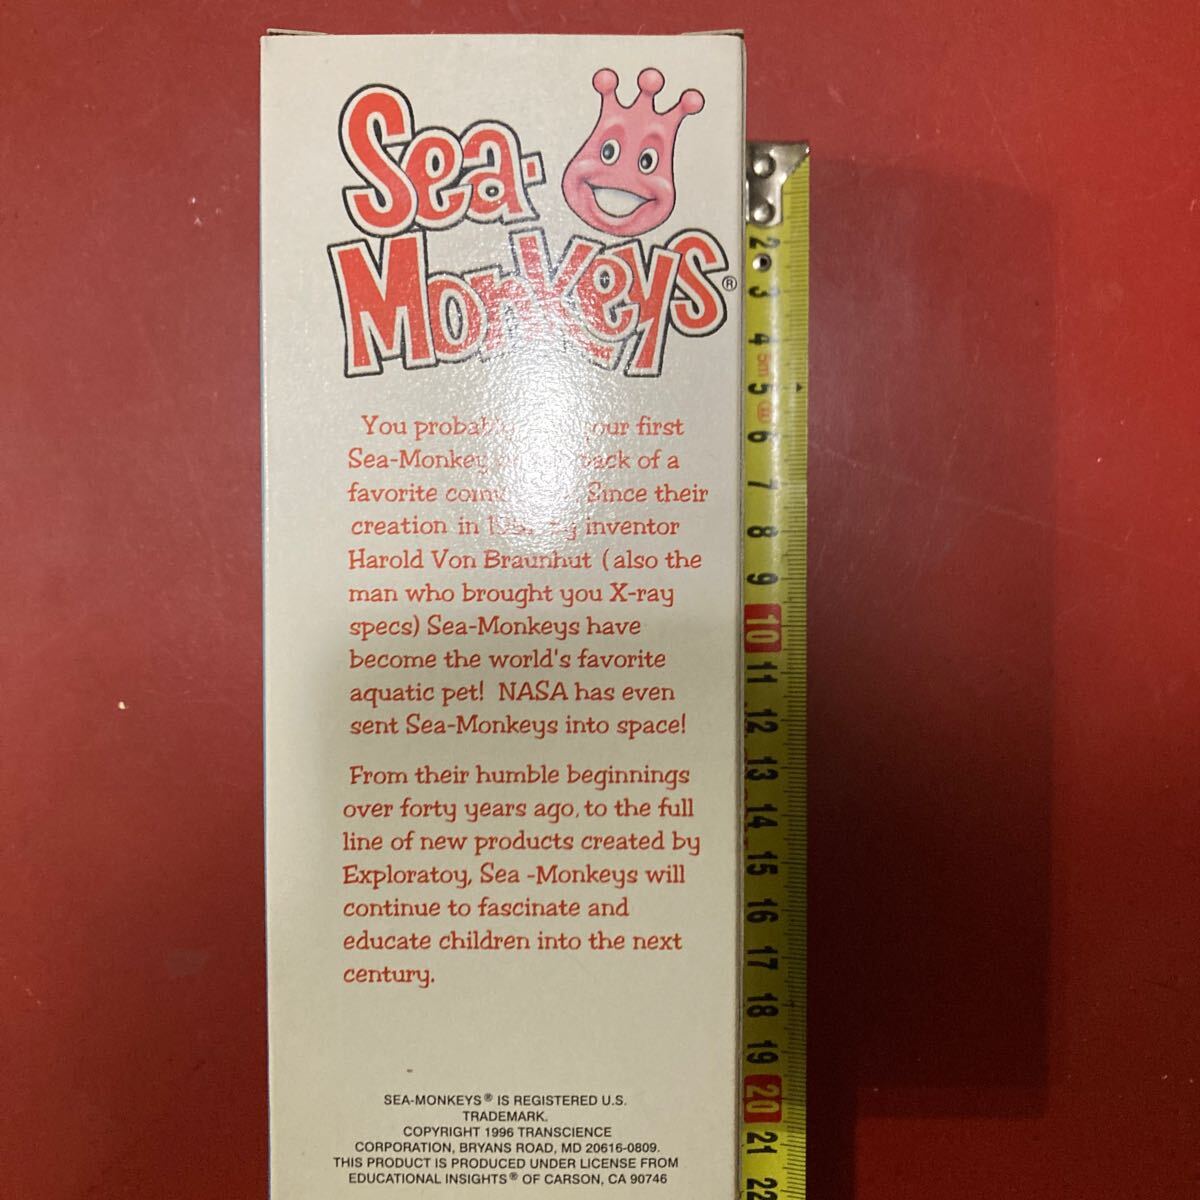 Sea-
Monkeys®
You your first
Sea-Monkey of a
favorite Since their
creation in by inventor
Harold Von Braunhut (also the
man who brought you X-ray
specs) Sea-Monkeys have
become the world's favorite
aquatic pet! NASA has even
sent Sea-Monkeys into space!
From their humble beginnings
over forty years ago, to the full
line of new products created by
Exploratoy, Sea -Monkeys will
continue to fascinate and
educate children into the next
century.
SEA-MONKEYS® IS REGISTERED U.S.
TRADEMARK.
COPYRIGHT 1996 TRANSCIENCE
CORPORATION, BRYANS ROAD, MD 20616-0809.
THIS PRODUCT IS PRODUCED UNDER LICENSE FROM
EDUCATIONAL INSIGHTS® OF CARSON, CA 90746
2
3
4
5m
5
6
7
8
9
10
11
12
13
14
15
16
17
18
19
20
21
22